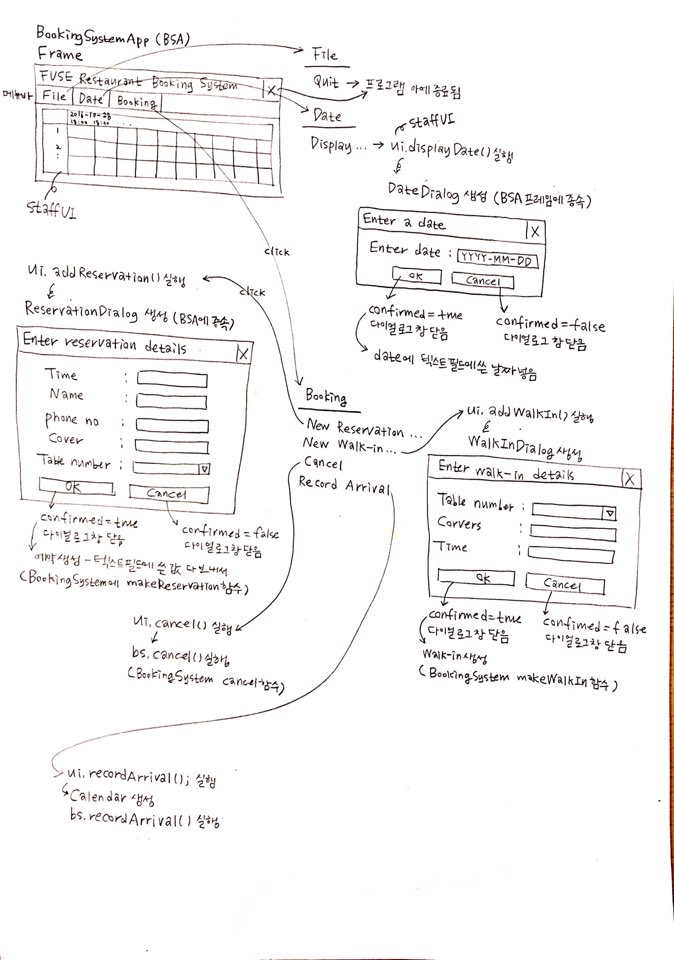 BookingSystemApp (BSA)
Frame
FUSE Restaurant Booking System X
메뉴바
File Date Booking
2016-10-28
18:00 18:00 ...
1
2
:
StaffUI
File
Quit → 프로그램 아예 종료됨
Date
StaffUI
Display ... → ui.displayDate() 실행
DateDialog 생성 (BSA 프레임에 종속)
Enter a date X
Enter date : YYYY-MM-DD
OK Cancel
confirmed = true
다이얼로그 창 닫음
confirmed = false
다이얼로그 창 닫음
date에 텍스트필드에 쓴 날짜 넣음
click
click
ui. addReservation() 실행
ReservationDialog 생성 (BSA에 종속)
Enter reservation details X
Time :
Name :
phone no :
Cover :
Table number :
OK Cancel
confirmed = true
다이얼로그창 닫음
confirmed = false
다이얼로그창 닫음
예약생성 - 텍스트필드에 쓴 값 다 보내서
(BookingSystem에 makeReservation 함수)
Booking
New Reservation ...
New Walk-in ...
Cancel
Record Arrival
ui. addWalkIn() 실행
WalkInDialog 생성
Enter walk-in details X
Table number :
Corvers :
Time :
OK Cancel
confirmed = true
다이얼로그 창 닫음
confirmed = false
다이얼로그 창 닫음
Walk-in 생성
(BookingSystem makeWalkIn 함수)
ui. cancel() 실행
bs. cancel() 실행
(BookingSystem cancel 함수)
ui. recordArrival(); 실행
Calendar 생성
bs. recordArrival() 실행